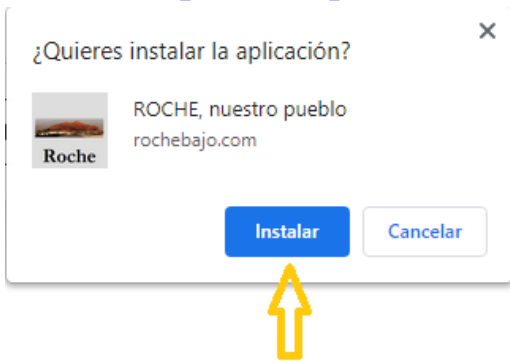 ¿Quieres instalar la aplicación?
ROCHE, nuestro pueblo
rochebajo.com
Roche
Instalar
Cancelar